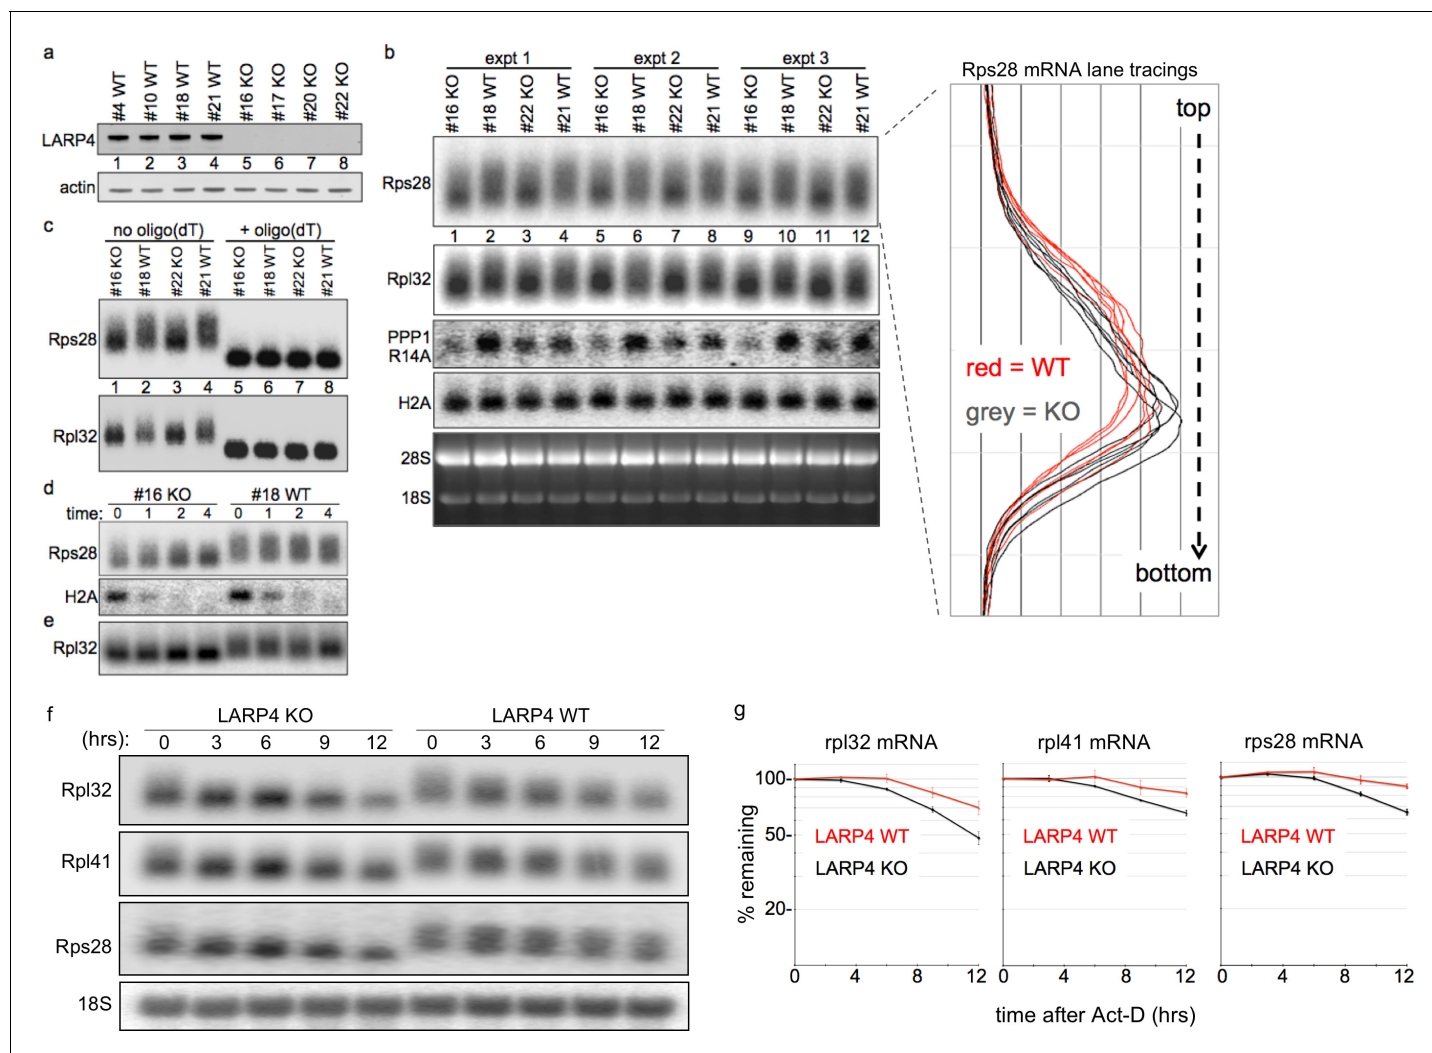 a
#4 WT #10 WT #18 WT #21 WT #16 KO #17 KO #20 KO #22 KO
LARP4
1 2 3 4 5 6 7 8
actin
b
expt 1 expt 2 expt 3
#16 KO #18 WT #22 KO #21 WT #16 KO #18 WT #22 KO #21 WT #16 KO #18 WT #22 KO #21 WT
Rps28
1 2 3 4 5 6 7 8 9 10 11 12
Rpl32
PPP1
R14A
H2A
28S
18S
Rps28 mRNA lane tracings
top
red = WT
grey = KO
bottom
c
no oligo(dT) + oligo(dT)
#16 KO #18 WT #22 KO #21 WT #16 KO #18 WT #22 KO #21 WT
Rps28
1 2 3 4 5 6 7 8
Rpl32
d
#16 KO #18 WT
time: 0 1 2 4 0 1 2 4
Rps28
H2A
e
Rpl32
f
LARP4 KO LARP4 WT
(hrs): 0 3 6 9 12 0 3 6 9 12
Rpl32
Rpl41
Rps28
18S
g
rpl32 mRNA rpl41 mRNA rps28 mRNA
100
50
20
% remaining
LARP4 WT LARP4 WT LARP4 WT
LARP4 KO LARP4 KO LARP4 KO
0 4 8 12 0 4 8 12 0 4 8 12
time after Act-D (hrs)